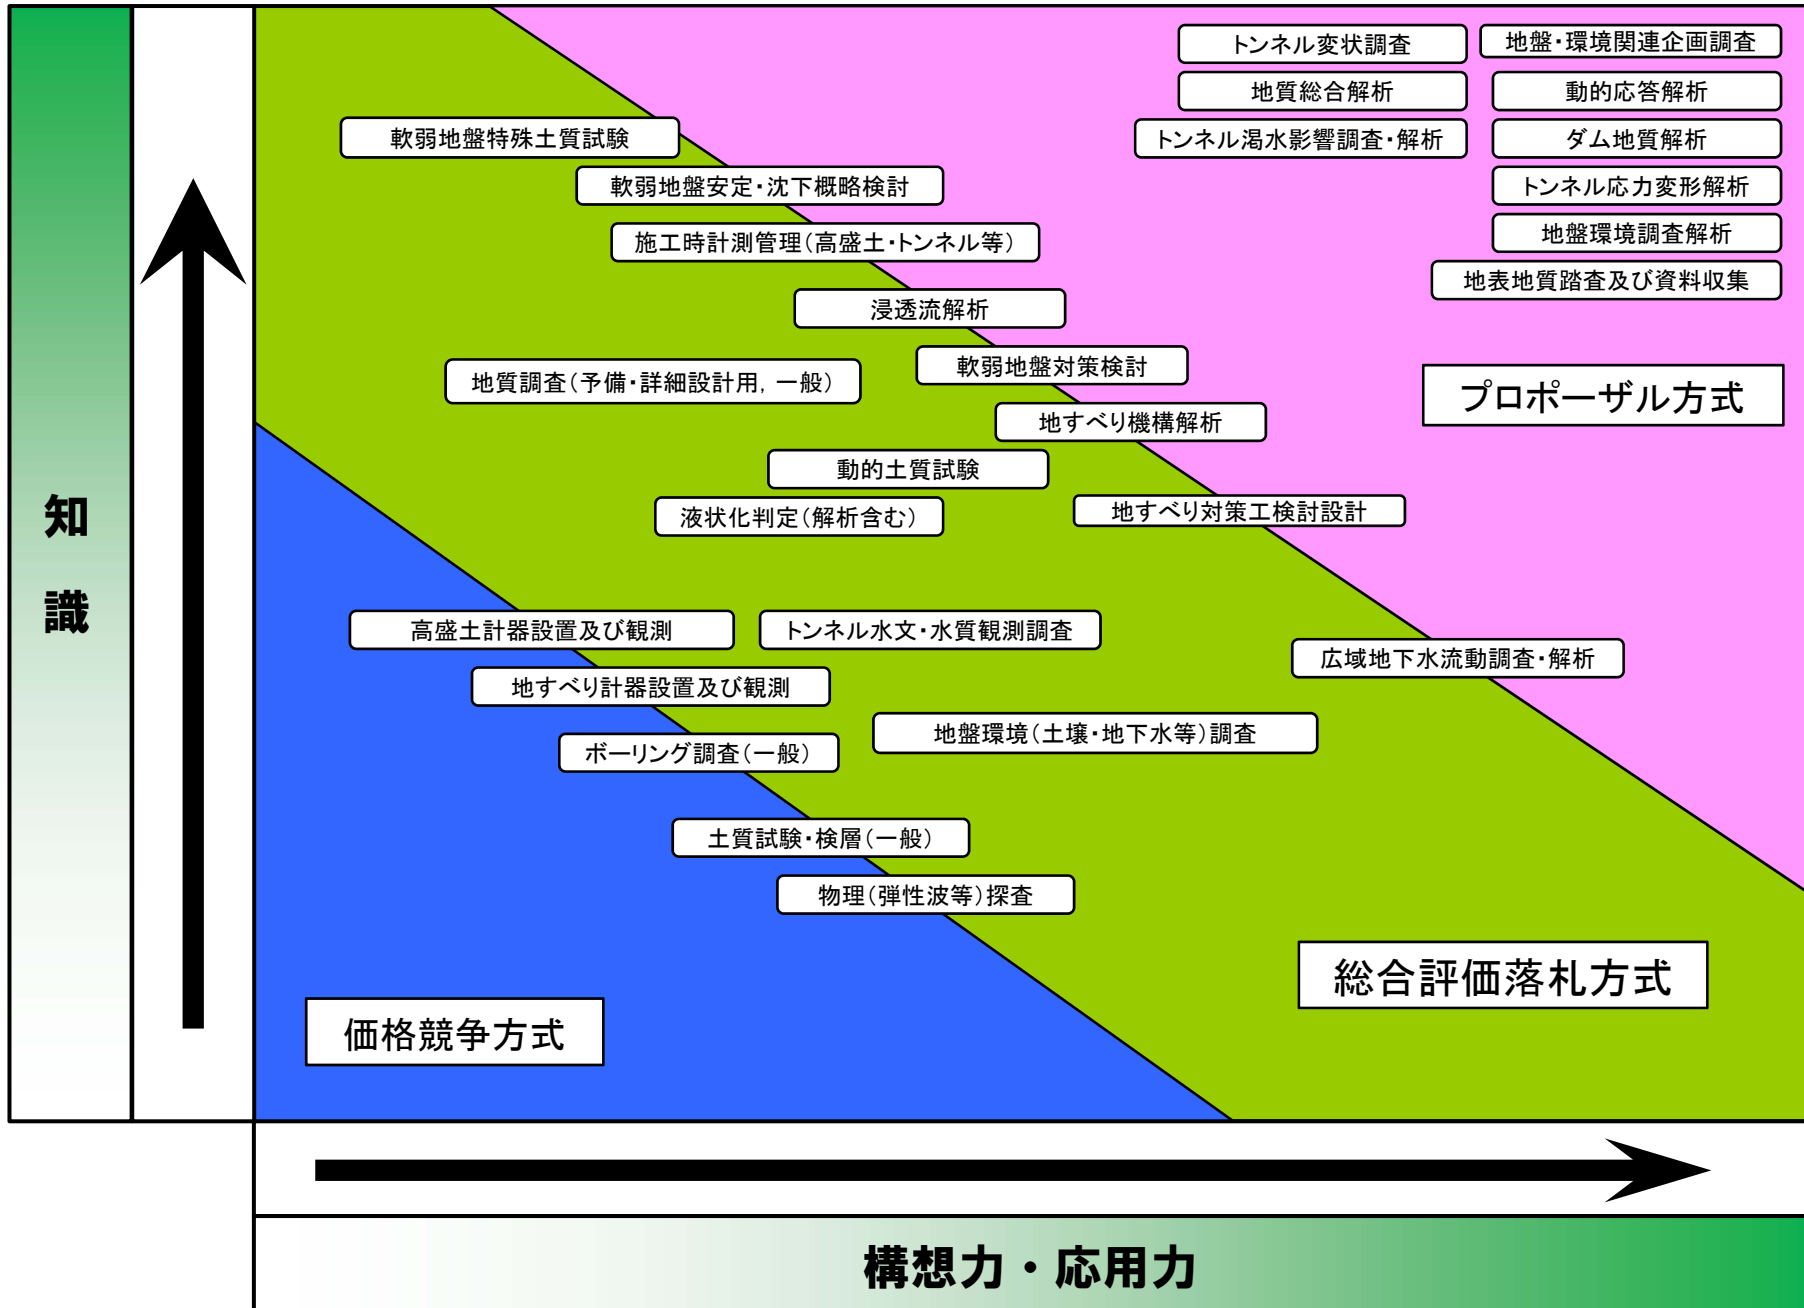 トンネル変状調査
地盤・環境関連企画調査
地質総合解析
動的応答解析
軟弱地盤特殊土質試験
トンネル渇水影響調査・解析
ダム地質解析
軟弱地盤安定・沈下概略検討
トンネル応力変形解析
施工時計測管理(高盛土・トンネル等)
地盤環境調査解析
地表地質踏査及び資料収集
浸透流解析
軟弱地盤対策検討
地質調査(予備・詳細設計用, 一般)
プロポーザル方式
地すべり機構解析
動的土質試験
液状化判定(解析含む)
地すべり対策工検討設計
知
識
高盛土計器設置及び観測
トンネル水文・水質観測調査
広域地下水流動調査・解析
地すべり計器設置及び観測
地盤環境(土壌・地下水等)調査
ボーリング調査(一般)
土質試験・検層(一般)
物理(弾性波等)探査
総合評価落札方式
価格競争方式
構想力・応用力